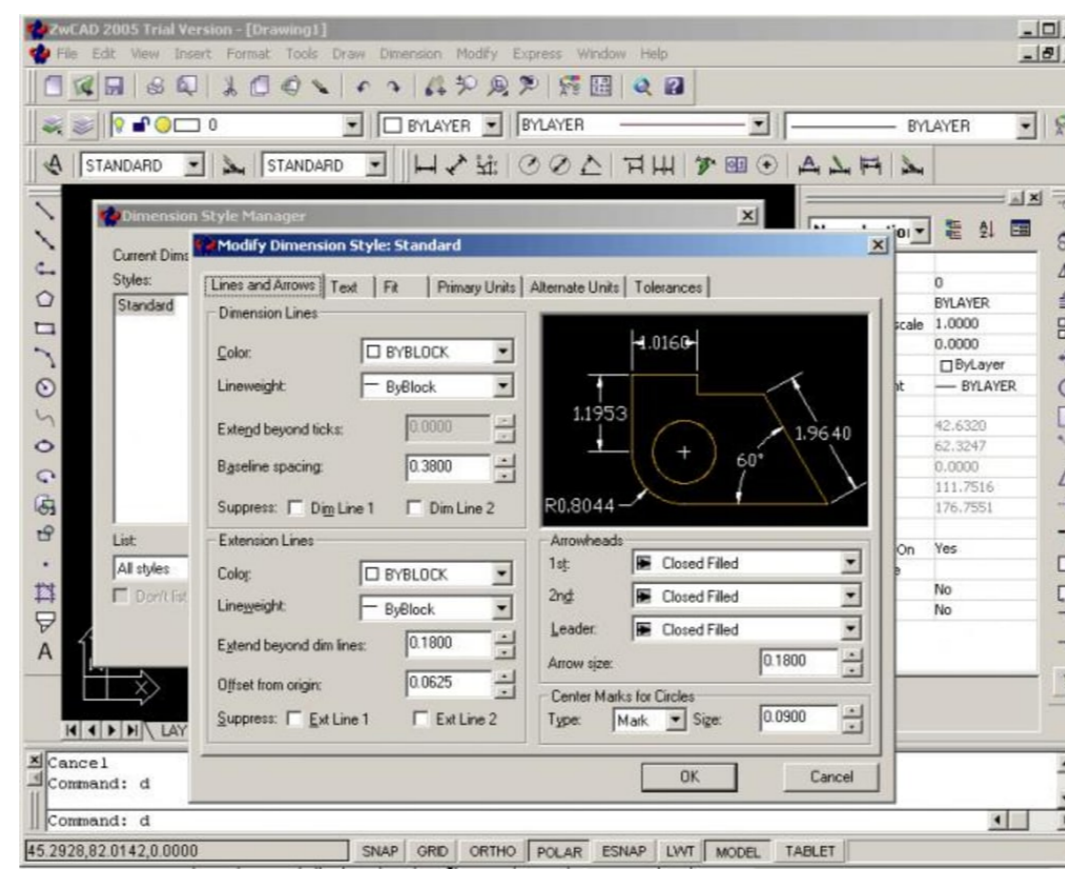 ZwCAD 2005 Trial Version - [Drawing1]
File Edit View Insert Format Tools Draw Dimension Modify Express Window Help
0 BYLAYER BYLAYER BYLAYER
STANDARD STANDARD
Dimension Style Manager
Modify Dimension Style: Standard
Current Dims
Styles:
Standard
List:
All styles
Don't list
Lines and Arrows Text Fit Primary Units Alternate Units Tolerances
Dimension Lines
Color: BYBLOCK
Lineweight: ByBlock
Extend beyond ticks: 0.0000
Baseline spacing: 0.3800
Suppress: Dim Line 1 Dim Line 2
Extension Lines
Color: BYBLOCK
Lineweight: ByBlock
Extend beyond dim lines: 0.1800
Offset from origin: 0.0625
Suppress: Ext Line 1 Ext Line 2
1.0160
1.1953
1.9640
60°
R0.8044
Arrowheads
1st: Closed Filled
2nd: Closed Filled
Leader: Closed Filled
Arrow size: 0.1800
Center Marks for Circles
Type: Mark Size: 0.0900
OK Cancel
0
BYLAYER
scale 1.0000
0.0000
ByLayer
BYLAYER
42.6320
62.3247
0.0000
111.7516
176.7551
On Yes
No
No
A
LAY
Cancel
Command: d
Command: d
45.2928,82.0142,0.0000 SNAP GRID ORTHO POLAR ESNAP LWT MODEL TABLET